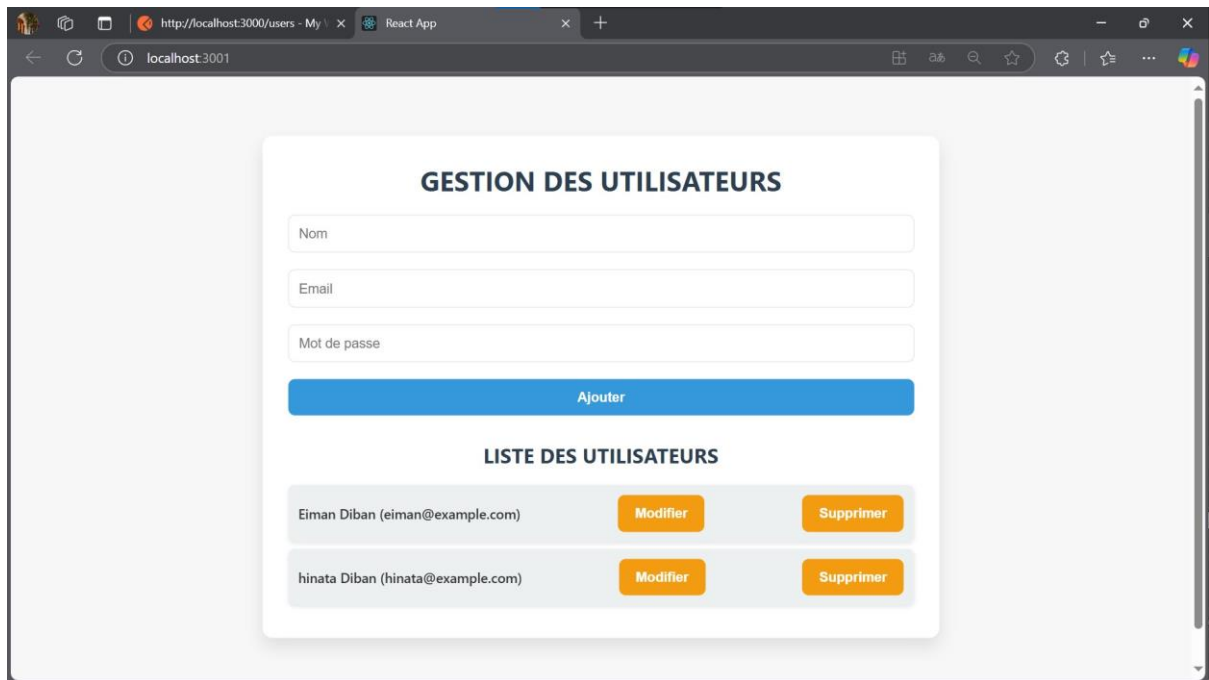 http://localhost:3000/users - My
React App
localhost:3001
GESTION DES UTILISATEURS
Nom
Email
Mot de passe
Ajouter
LISTE DES UTILISATEURS
Eiman Diban (eiman@example.com) Modifier Supprimer
hinata Diban (hinata@example.com) Modifier Supprimer